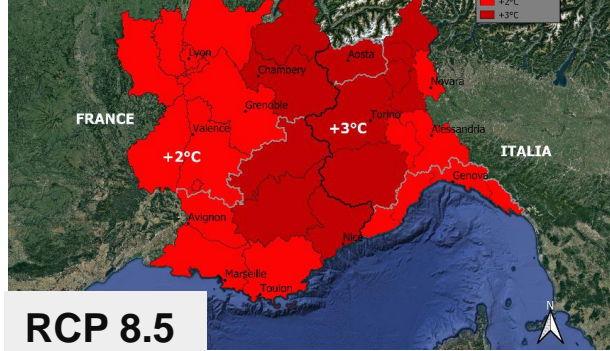 +2°C
+3°C
Lyon
Aosta
Chambery
Novara
Grenoble
FRANCE
Torino
Valence
+3°C
Alessandria
+2°C
ITALIA
Genova
Avignon
Nice
Marseille
Toulon
N
RCP 8.5